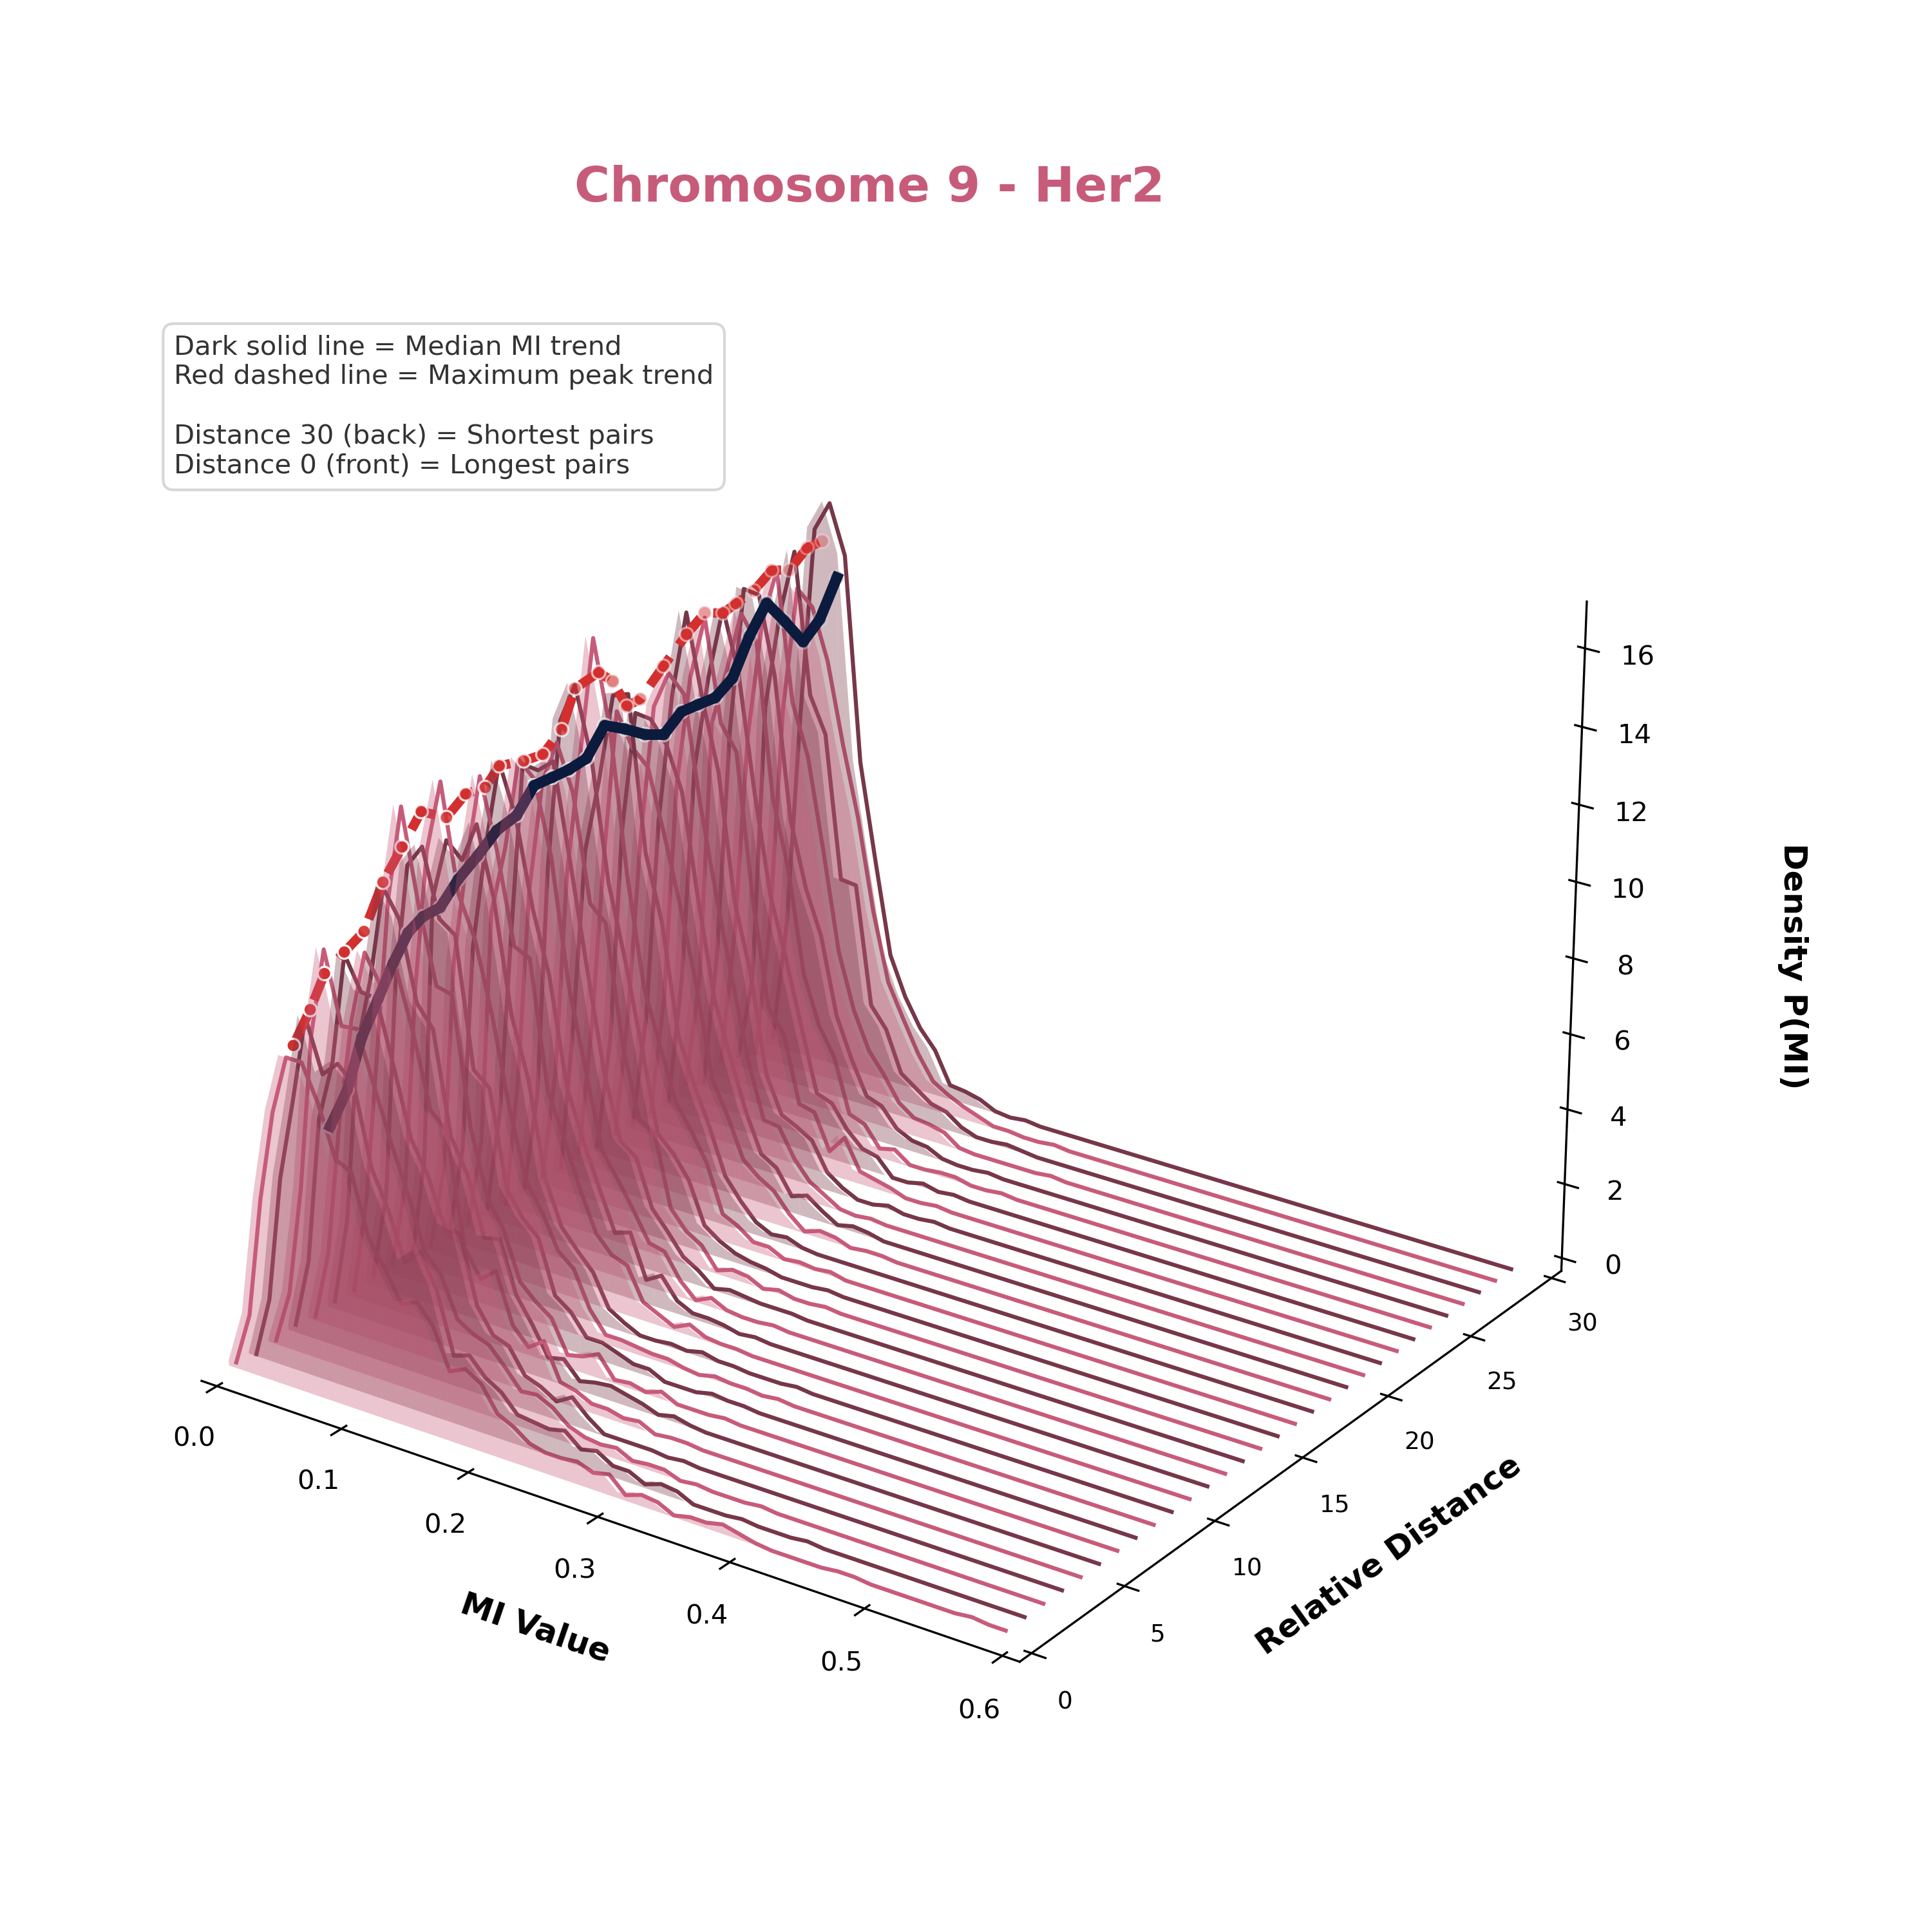 Chromosome 9 - Her2
Dark solid line = Median MI trend
Red dashed line = Maximum peak trend
Distance 30 (back) = Shortest pairs
Distance 0 (front) = Longest pairs
16
14
12
10
8
6
4
2
0
Density P(MI)
30
25
20
15
10
5
0
Relative Distance
0.0
0.1
0.2
0.3
0.4
0.5
0.6
MI Value